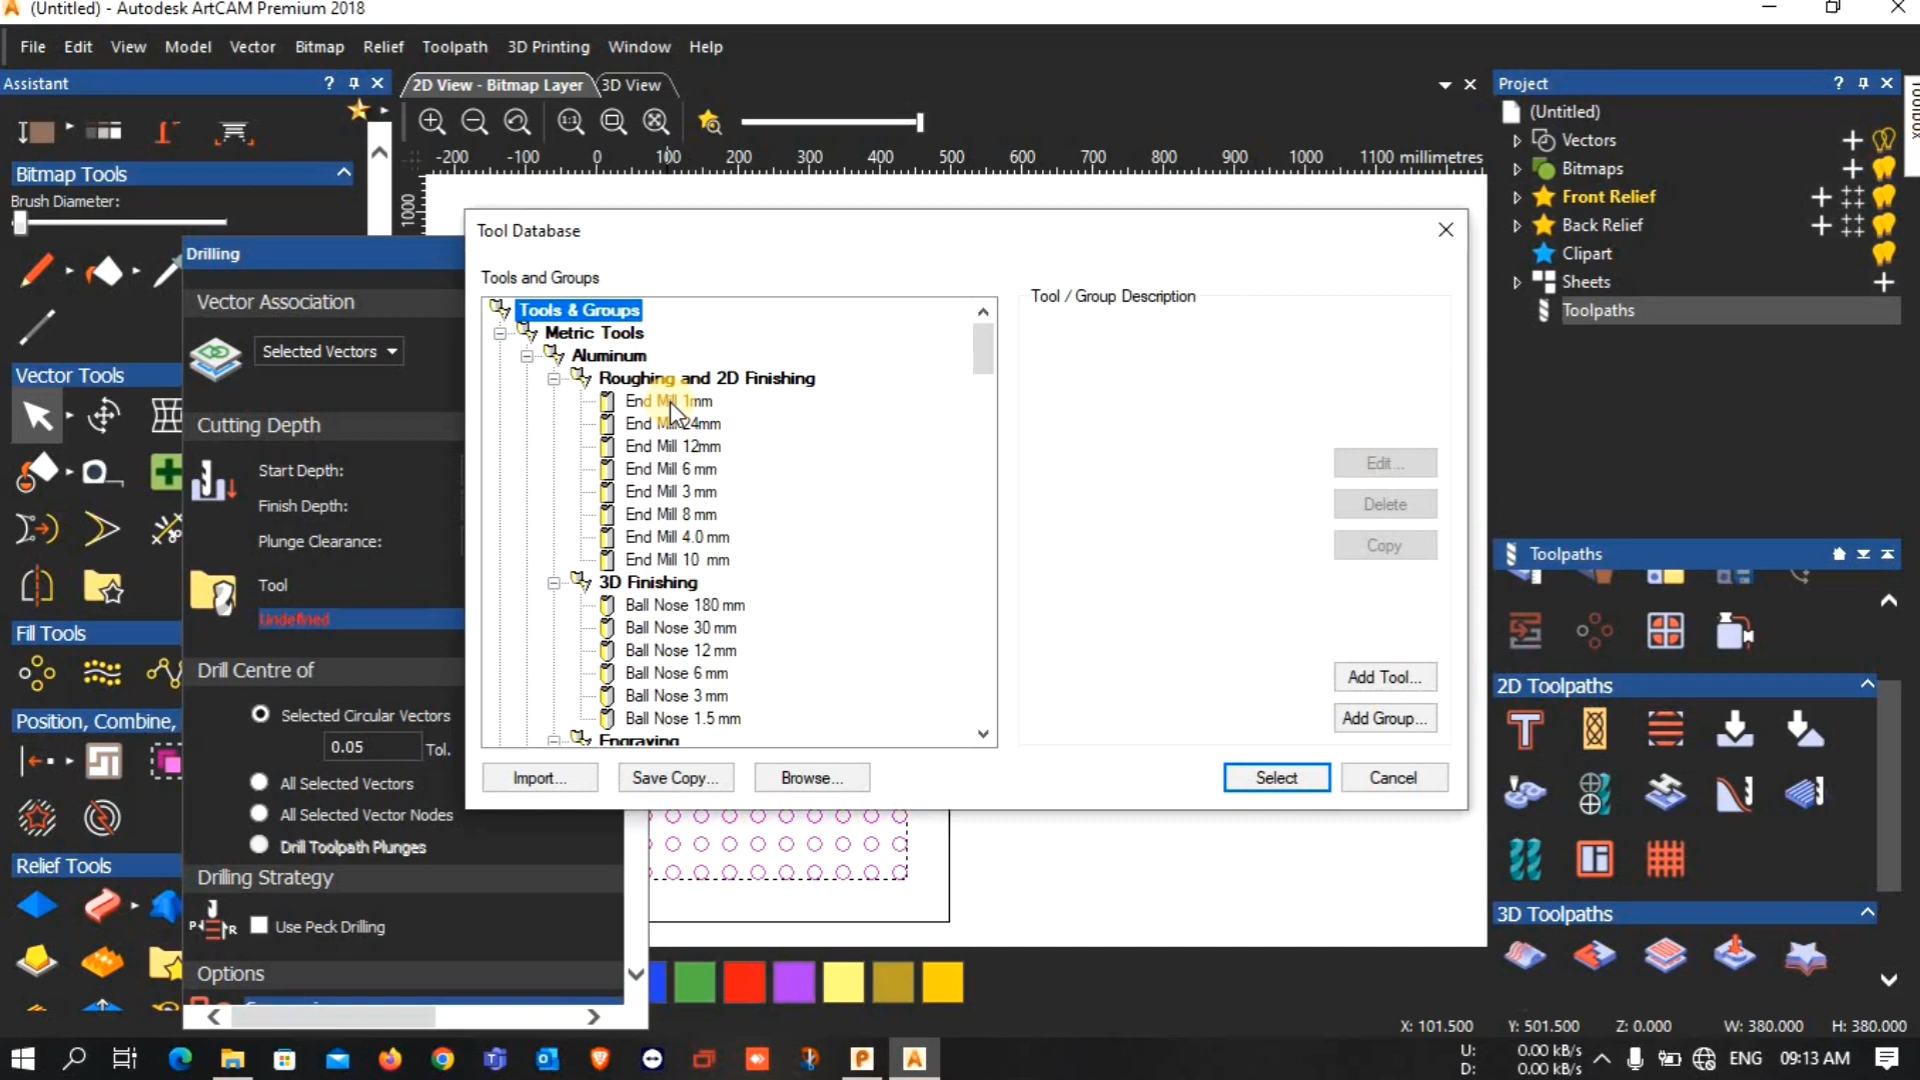 (Untitled) - Autodesk ArtCAM Premium 2018
File Edit View Model Vector Bitmap Relief Toolpath 3D Printing Window Help
Assistant
2D View - Bitmap Layer
3D View
Project
(Untitled)
Vectors
Bitmaps
Front Relief
Back Relief
Clipart
Sheets
Toolpaths
Bitmap Tools
Brush Diameter:
-200 -100 0 100 200 300 400 500 600 700 800 900 1000 1100 millimetres
1000
Vector Tools
Fill Tools
Position, Combine,
Relief Tools
Drilling
Vector Association
Selected Vectors
Cutting Depth
Start Depth:
Finish Depth:
Plunge Clearance:
Tool
Undefined
Drill Centre of
Selected Circular Vectors
0.05 Tol.
All Selected Vectors
All Selected Vector Nodes
Drill Toolpath Plunges
Drilling Strategy
Use Peck Drilling
Options
Tool Database
Tools and Groups
Tools & Groups
Metric Tools
Aluminum
Roughing and 2D Finishing
End Mill 1mm
End Mill 24mm
End Mill 12mm
End Mill 6 mm
End Mill 3 mm
End Mill 8 mm
End Mill 4.0 mm
End Mill 10 mm
3D Finishing
Ball Nose 180 mm
Ball Nose 30 mm
Ball Nose 12 mm
Ball Nose 6 mm
Ball Nose 3 mm
Ball Nose 1.5 mm
Engraving
Tool / Group Description
Edit...
Delete
Copy
Add Tool...
Add Group...
Import...
Save Copy...
Browse...
Select
Cancel
Toolpaths
2D Toolpaths
3D Toolpaths
X: 101.500 Y: 501.500 Z: 0.000 W: 380.000 H: 380.000
U: 0.00 kB/s
D: 0.00 kB/s
ENG 09:13 AM